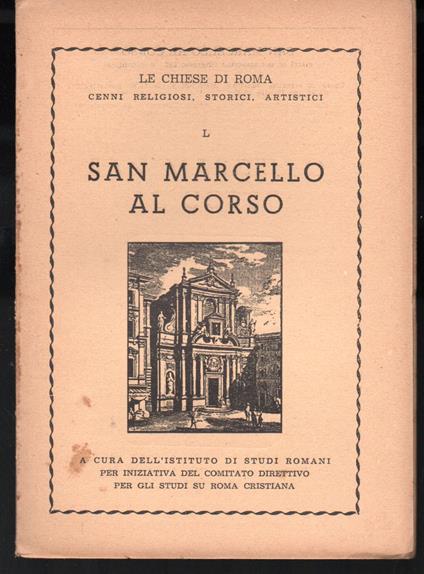 LE CHIESE DI ROMA
CENNI RELIGIOSI, STORICI, ARTISTICI
L
SAN MARCELLO
AL CORSO
A CURA DELL'ISTITUTO DI STUDI ROMANI
PER INIZIATIVA DEL COMITATO DIRETTIVO
PER GLI STUDI SU ROMA CRISTIANA